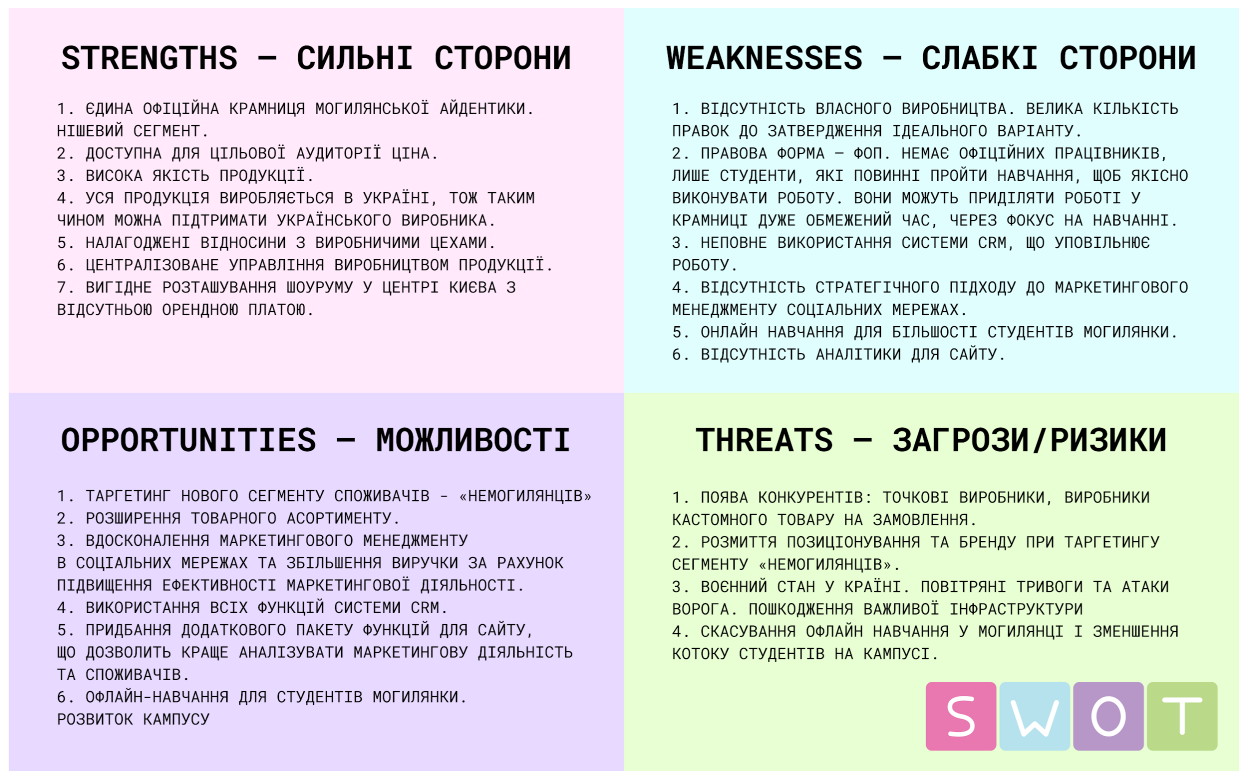 STRENGTHS — СИЛЬНІ СТОРОНИ
1. ЄДИНА ОФІЦІЙНА КРАМНИЦЯ МОГИЛЯНСЬКОЇ АЙДЕНТИКИ.
НІШЕВИЙ СЕГМЕНТ.
2. ДОСТУПНА ДЛЯ ЦІЛЬОВОЇ АУДИТОРІЇ ЦІНА.
3. ВИСОКА ЯКІСТЬ ПРОДУКЦІЇ.
4. УСЯ ПРОДУКЦІЯ ВИРОБЛЯЄТЬСЯ В УКРАЇНІ, ТОЖ ТАКИМ
ЧИНОМ МОЖНА ПІДТРИМАТИ УКРАЇНСЬКОГО ВИРОБНИКА.
5. НАЛАГОДЖЕНІ ВІДНОСИНИ З ВИРОБНИЧИМИ ЦЕХАМИ.
6. ЦЕНТРАЛІЗОВАНЕ УПРАВЛІННЯ ВИРОБНИЦТВОМ ПРОДУКЦІЇ.
7. ВИГІДНЕ РОЗТАШУВАННЯ ШОУРУМУ У ЦЕНТРІ КИЄВА З
ВІДСУТНЬОЮ ОРЕНДНОЮ ПЛАТОЮ.
WEAKNESSES — СЛАБКІ СТОРОНИ
1. ВІДСУТНІСТЬ ВЛАСНОГО ВИРОБНИЦТВА. ВЕЛИКА КІЛЬКІСТЬ
ПРАВОК ДО ЗАТВЕРДЖЕННЯ ІДЕАЛЬНОГО ВАРІАНТУ.
2. ПРАВОВА ФОРМА — ФОП. НЕМАЄ ОФІЦІЙНИХ ПРАЦІВНИКІВ,
ЛИШЕ СТУДЕНТИ, ЯКІ ПОВИННІ ПРОЙТИ НАВЧАННЯ, ЩОБ ЯКІСНО
ВИКОНУВАТИ РОБОТУ. ВОНИ МОЖУТЬ ПРИДІЛЯТИ РОБОТІ У
КРАМНИЦІ ДУЖЕ ОБМЕЖЕНИЙ ЧАС, ЧЕРЕЗ ФОКУС НА НАВЧАННІ.
3. НЕПОВНЕ ВИКОРИСТАННЯ СИСТЕМИ CRM, ЩО УПОВІЛЬНЮЄ
РОБОТУ.
4. ВІДСУТНІСТЬ СТРАТЕГІЧНОГО ПІДХОДУ ДО МАРКЕТИНГОВОГО
МЕНЕДЖМЕНТУ СОЦІАЛЬНИХ МЕРЕЖАХ.
5. ОНЛАЙН НАВЧАННЯ ДЛЯ БІЛЬШОСТІ СТУДЕНТІВ МОГИЛЯНКИ.
6. ВІДСУТНІСТЬ АНАЛІТИКИ ДЛЯ САЙТУ.
OPPORTUNITIES — МОЖЛИВОСТІ
1. ТАРГЕТИНГ НОВОГО СЕГМЕНТУ СПОЖИВАЧІВ - «НЕМОГИЛЯНЦІВ»
2. РОЗШИРЕННЯ ТОВАРНОГО АСОРТИМЕНТУ.
3. ВДОСКОНАЛЕННЯ МАРКЕТИНГОВОГО МЕНЕДЖМЕНТУ
В СОЦІАЛЬНИХ МЕРЕЖАХ ТА ЗБІЛЬШЕННЯ ВИРУЧКИ ЗА РАХУНОК
ПІДВИЩЕННЯ ЕФЕКТИВНОСТІ МАРКЕТИНГОВОЇ ДІЯЛЬНОСТІ.
4. ВИКОРИСТАННЯ ВСІХ ФУНКЦІЙ СИСТЕМИ CRM.
5. ПРИДБАННЯ ДОДАТКОВОГО ПАКЕТУ ФУНКЦІЙ ДЛЯ САЙТУ,
ЩО ДОЗВОЛИТЬ КРАЩЕ АНАЛІЗУВАТИ МАРКЕТИНГОВУ ДІЯЛЬНІСТЬ
ТА СПОЖИВАЧІВ.
6. ОФЛАЙН-НАВЧАННЯ ДЛЯ СТУДЕНТІВ МОГИЛЯНКИ.
РОЗВИТОК КАМПУСУ
THREATS — ЗАГРОЗИ/РИЗИКИ
1. ПОЯВА КОНКУРЕНТІВ: ТОЧКОВІ ВИРОБНИКИ, ВИРОБНИКИ
КАСТОМНОГО ТОВАРУ НА ЗАМОВЛЕННЯ.
2. РОЗМИТТЯ ПОЗИЦІОНУВАННЯ ТА БРЕНДУ ПРИ ТАРГЕТИНГУ
СЕГМЕНТУ «НЕМОГИЛЯНЦІВ».
3. ВОЄННИЙ СТАН У КРАЇНІ. ПОВІТРЯНІ ТРИВОГИ ТА АТАКИ
ВОРОГА. ПОШКОДЖЕННЯ ВАЖЛИВОЇ ІНФРАСТРУКТУРИ
4. СКАСУВАННЯ ОФЛАЙН НАВЧАННЯ У МОГИЛЯНЦІ І ЗМЕНШЕННЯ
КОТОКУ СТУДЕНТІВ НА КАМПУСІ.
SWOT